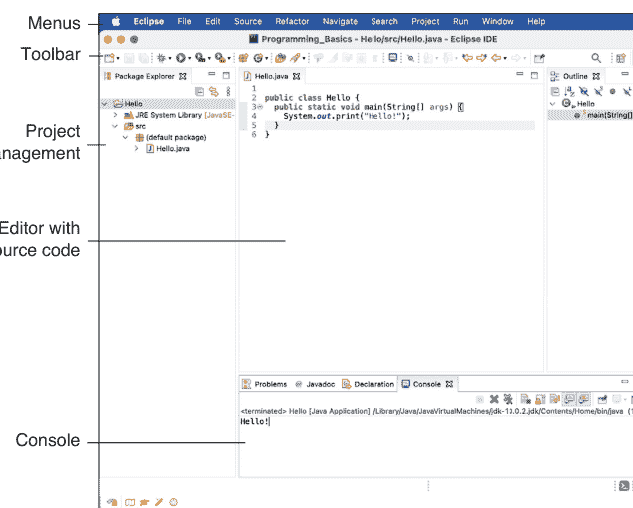 Menus
Eclipse File Edit Source Refactor Navigate Search Project Run Window Help
Programming_Basics - Helo/src/Hello.java - Eclipse IDE
Toolbar
Package Explorer
Hello.java
Outline
Hello
JRE System Library [JavaSE-
src
(default package)
Hello.java
1
2 public class Hello {
3 public static void main(String[] args) {
4 System.out.print("Hello!");
5 }
6 }
Hello
main(String[]
Project
anagement
Editor with
ource code
Problems Javadoc Declaration Console
<terminated> Hello [Java Application] /Library/Java/JavaVirtualMachines/jdk-13.0.2.jdk/Contents/Home/bin/java (1
Hello!
Console